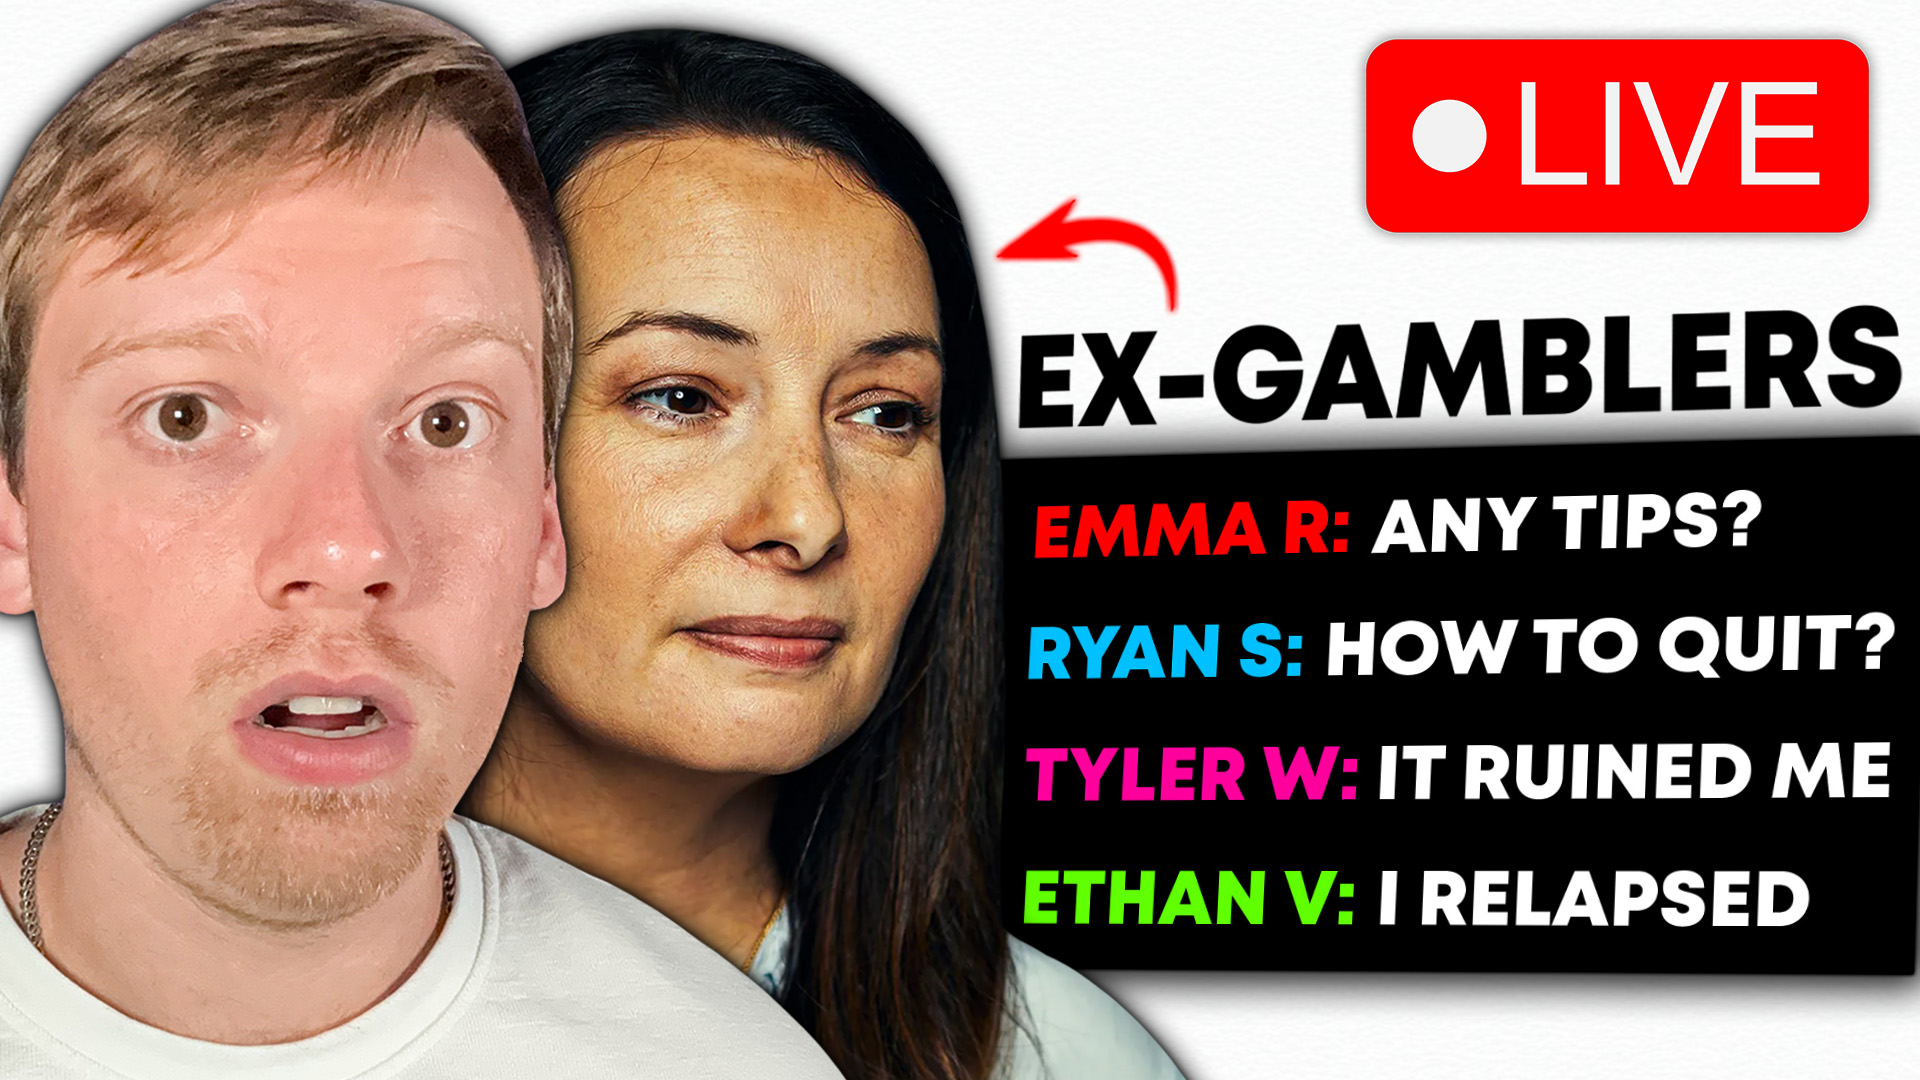 LIVE
EX-GAMBLERS
EMMA R: ANY TIPS?
RYAN S: HOW TO QUIT?
TYLER W: IT RUINED ME
ETHAN V: I RELAPSED